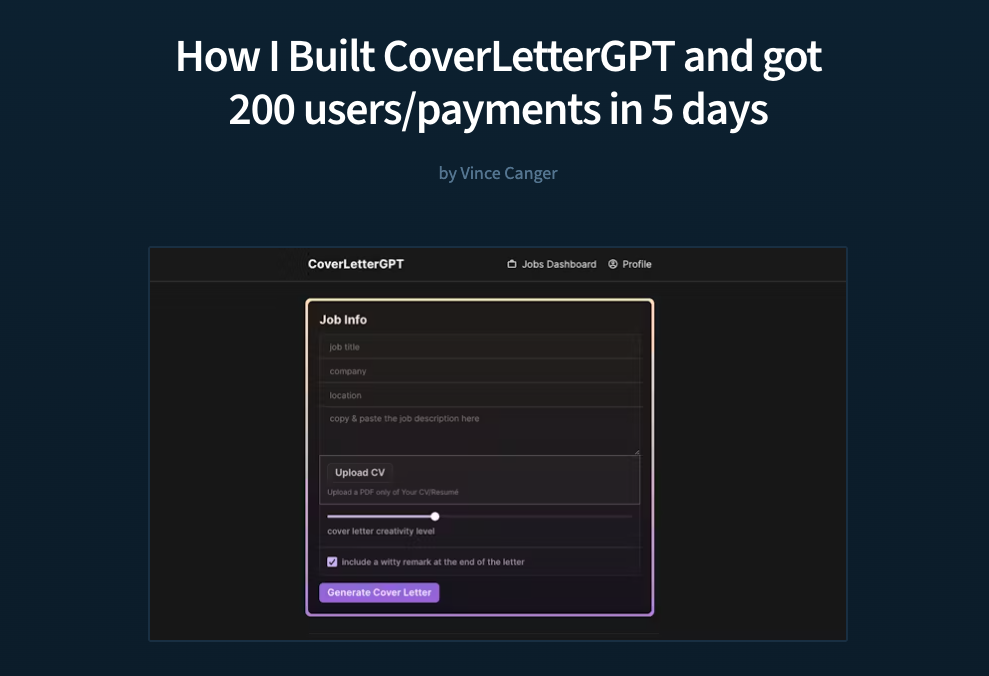 How I Built CoverLetterGPT and got
200 users/payments in 5 days
by Vince Canger
CoverLetterGPT
Jobs Dashboard
Profile
Job Info
job title
company
location
copy & paste the job description here
Upload CV
Upload a PDF only of Your CV/Resumé
cover letter creativity level
include a witty remark at the end of the letter
Generate Cover Letter